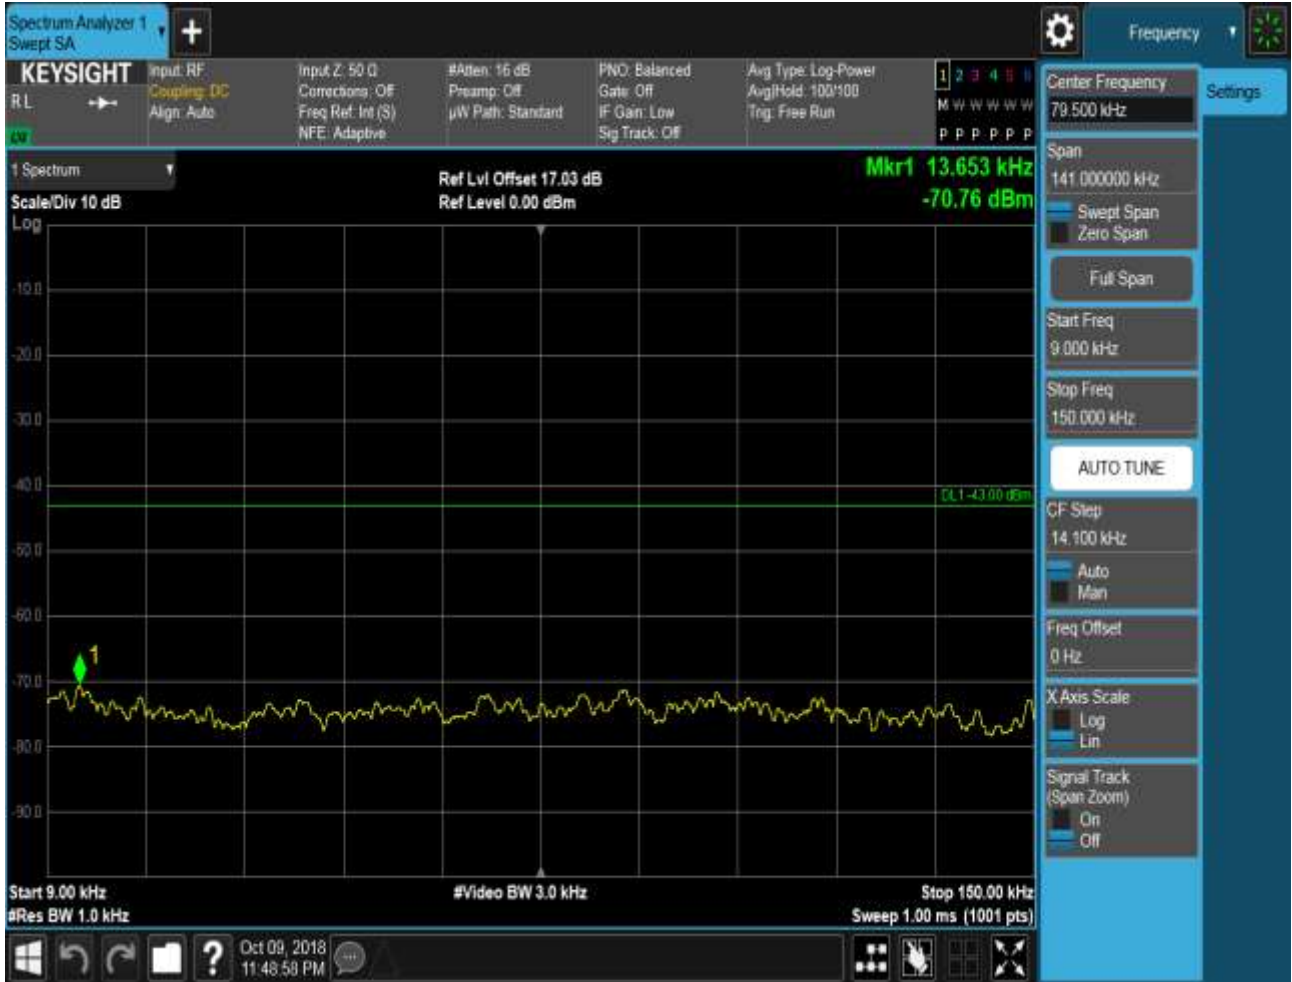 Spectrum Analyzer 1
Swept SA
+
Frequency
KEYSIGHT
RL
Input: RF
Coupling: DC
Align: Auto
Input Z: 50 Ω
Corrections: Off
Freq Ref: Int (S)
NFE: Adaptive
#Atten: 16 dB
Preamp: Off
µW Path: Standard
PNO: Balanced
Gate: Off
IF Gain: Low
Sig Track: Off
Avg Type: Log-Power
Avg|Hold: 100/100
Trig: Free Run
1 2 3 4 5 6
M W W W W W
P P P P P P
1 Spectrum
Scale/Div 10 dB
Log
Ref Lvl Offset 17.03 dB
Ref Level 0.00 dBm
Mkr1 13.653 kHz
-70.76 dBm
-10.0
-20.0
-30.0
-40.0
DL1 -43.00 dBm
-50.0
-60.0
1
-70.0
-80.0
-90.0
Start 9.00 kHz
#Res BW 1.0 kHz
#Video BW 3.0 kHz
Stop 150.00 kHz
Sweep 1.00 ms (1001 pts)
?
Oct 09, 2018
11:48:58 PM
Center Frequency
79.500 kHz
Settings
Span
141.000000 kHz
Swept Span
Zero Span
Full Span
Start Freq
9.000 kHz
Stop Freq
150.000 kHz
AUTO TUNE
CF Step
14.100 kHz
Auto
Man
Freq Offset
0 Hz
X Axis Scale
Log
Lin
Signal Track
(Span Zoom)
On
Off